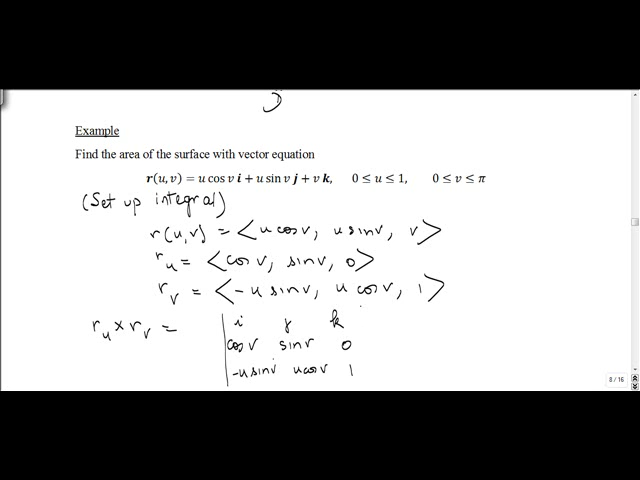 Example
Find the area of the surface with vector equation
r(u, v) = u cos v i + u sin v j + v k,   0 ≤ u ≤ 1,   0 ≤ v ≤ π
(Set up integral)
r(u,v) = <u cos v, u sin v, v>
r_u = <cos v, sin v, 0>
r_v = <-u sin v, u cos v, 1>
r_u × r_v = | i j k
cos v sin v 0
-u sin v u cos v 1
8 / 16